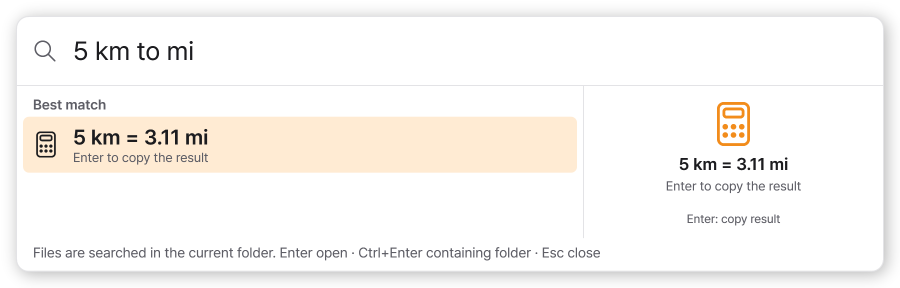 5 km to mi
Best match
5 km = 3.11 mi
Enter to copy the result
5 km = 3.11 mi
Enter to copy the result
Enter: copy result
Files are searched in the current folder. Enter open · Ctrl+Enter containing folder · Esc close